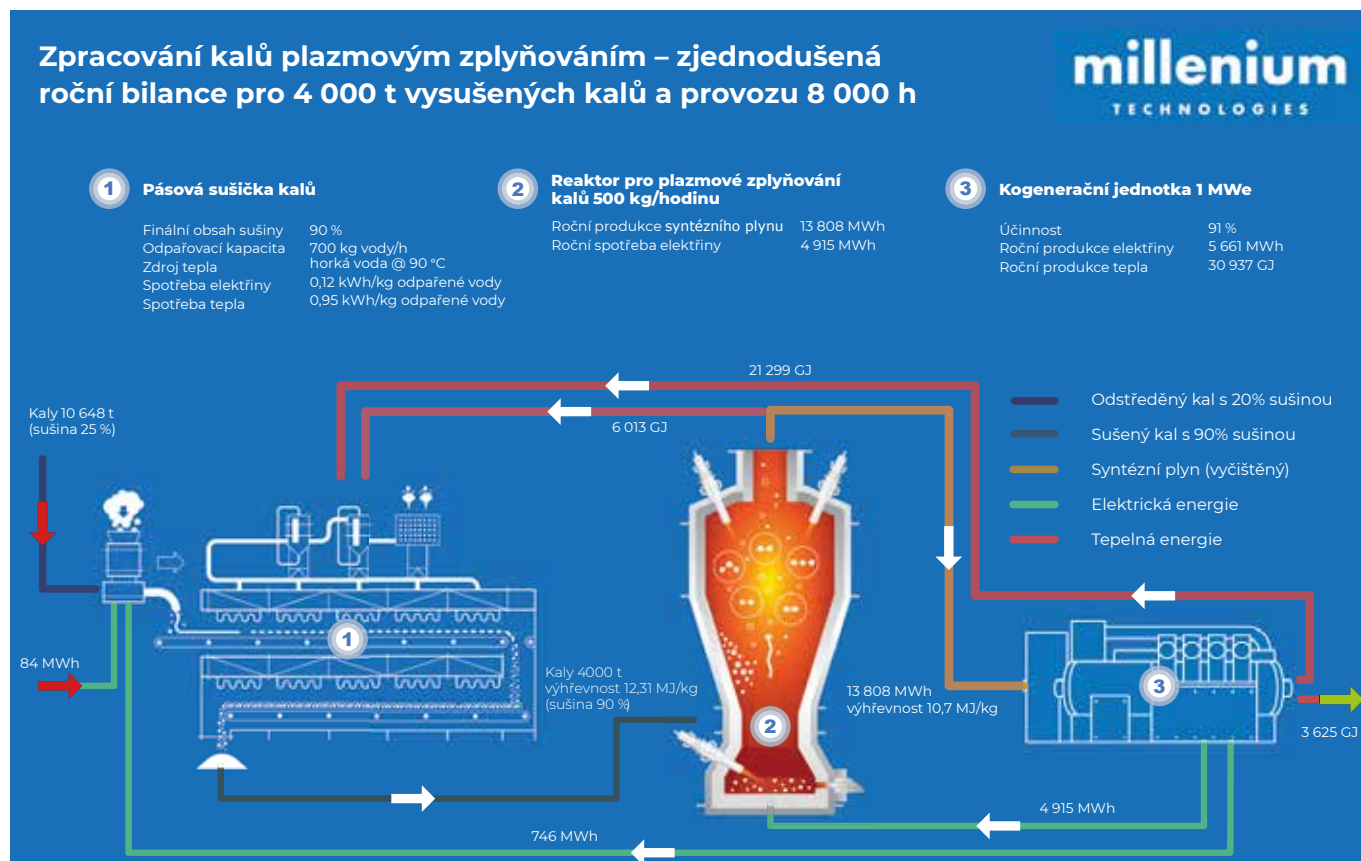 Zpracování kalů plazmovým zplyňováním – zjednodušená
roční bilance pro 4 000 t vysušených kalů a provozu 8 000 h
millenium
TECHNOLOGIES
1 Pásová sušička kalů
Finální obsah sušiny 90 %
Odpařovací kapacita 700 kg vody/h
Zdroj tepla horká voda @ 90 °C
Spotřeba elektřiny 0,12 kWh/kg odpařené vody
Spotřeba tepla 0,95 kWh/kg odpařené vody
2 Reaktor pro plazmové zplyňování
kalů 500 kg/hodinu
Roční produkce syntézního plynu 13 808 MWh
Roční spotřeba elektřiny 4 915 MWh
3 Kogenerační jednotka 1 MWe
Účinnost 91 %
Roční produkce elektřiny 5 661 MWh
Roční produkce tepla 30 937 GJ
21 299 GJ
6 013 GJ
Kaly 10 648 t
(sušina 25 %)
Odstředěný kal s 20% sušinou
Sušený kal s 90% sušinou
Syntézní plyn (vyčištěný)
Elektrická energie
Tepelná energie
1
84 MWh
Kaly 4000 t
výhřevnost 12,31 MJ/kg
(sušina 90 %)
2
13 808 MWh
výhřevnost 10,7 MJ/kg
3
3 625 GJ
4 915 MWh
746 MWh